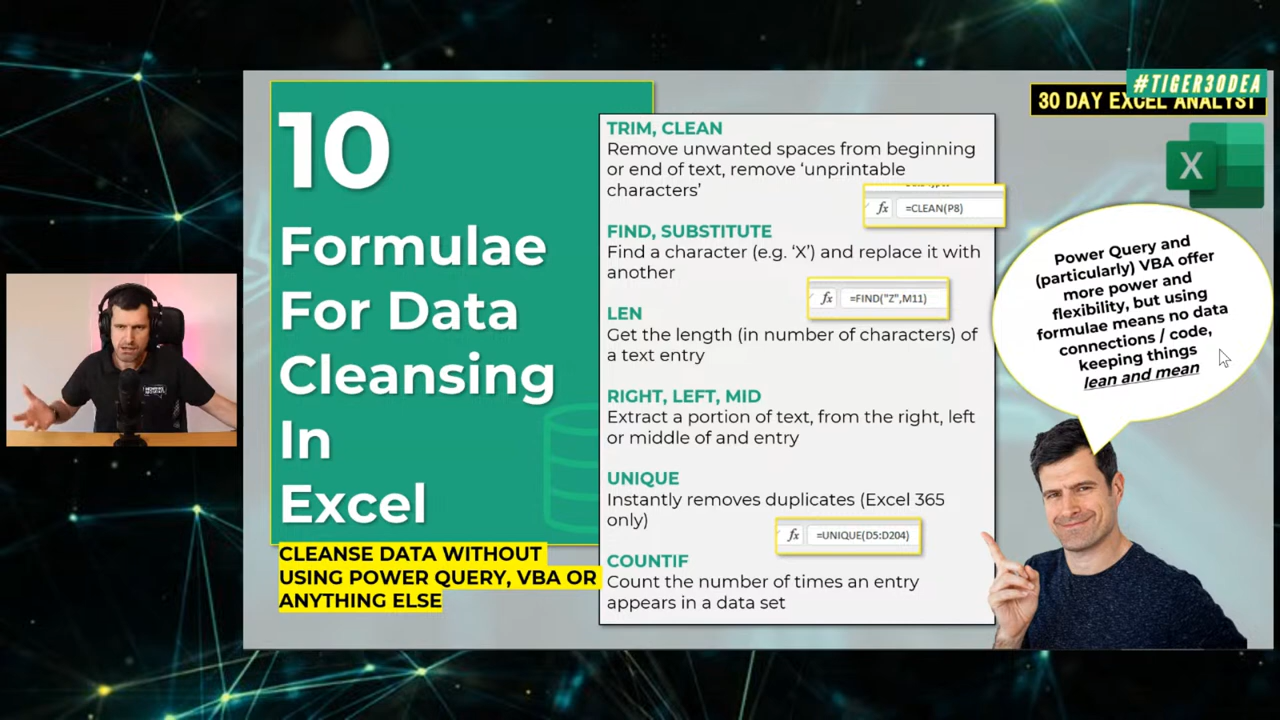 #TIGER30DEA
30 DAY EXCEL ANALYST
10
Formulae
For Data
Cleansing
In
Excel
CLEANSE DATA WITHOUT
USING POWER QUERY, VBA OR
ANYTHING ELSE
TRIM, CLEAN
Remove unwanted spaces from beginning
or end of text, remove ‘unprintable
characters’
fx =CLEAN(P8)
FIND, SUBSTITUTE
Find a character (e.g. ‘X’) and replace it with
another
fx =FIND("Z",M11)
LEN
Get the length (in number of characters) of
a text entry
RIGHT, LEFT, MID
Extract a portion of text, from the right, left
or middle of and entry
UNIQUE
Instantly removes duplicates (Excel 365
only)
fx =UNIQUE(D5:D204)
COUNTIF
Count the number of times an entry
appears in a data set
X
Power Query and
(particularly) VBA offer
more power and
flexibility, but using
formulae means no data
connections / code,
keeping things
lean and mean